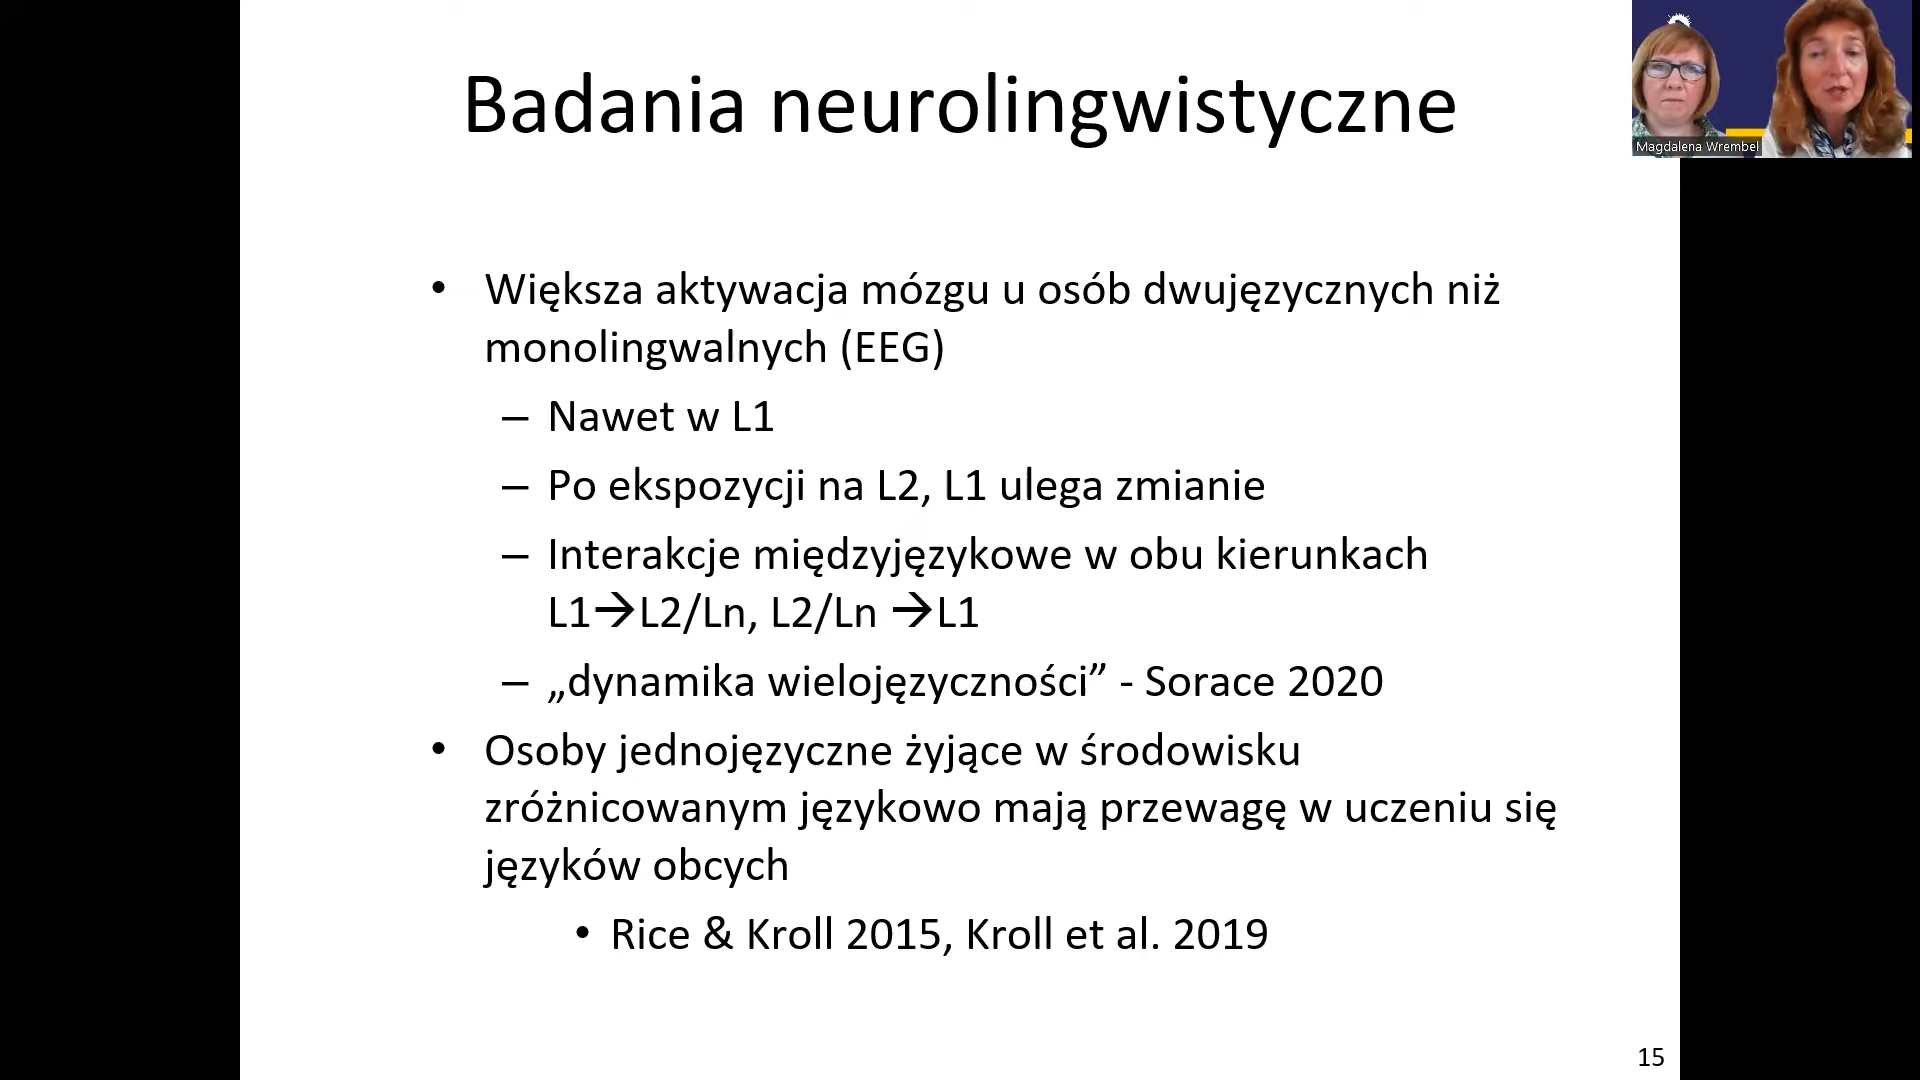 Badania neurolingwistyczne
Magdalena Wrembel
• Większa aktywacja mózgu u osób dwujęzycznych niż
monolingwalnych (EEG)
– Nawet w L1
– Po ekspozycji na L2, L1 ulega zmianie
– Interakcje międzyjęzykowe w obu kierunkach
L1→L2/Ln, L2/Ln →L1
– „dynamika wielojęzyczności” - Sorace 2020
• Osoby jednojęzyczne żyjące w środowisku
zróżnicowanym językowo mają przewagę w uczeniu się
języków obcych
• Rice & Kroll 2015, Kroll et al. 2019
15